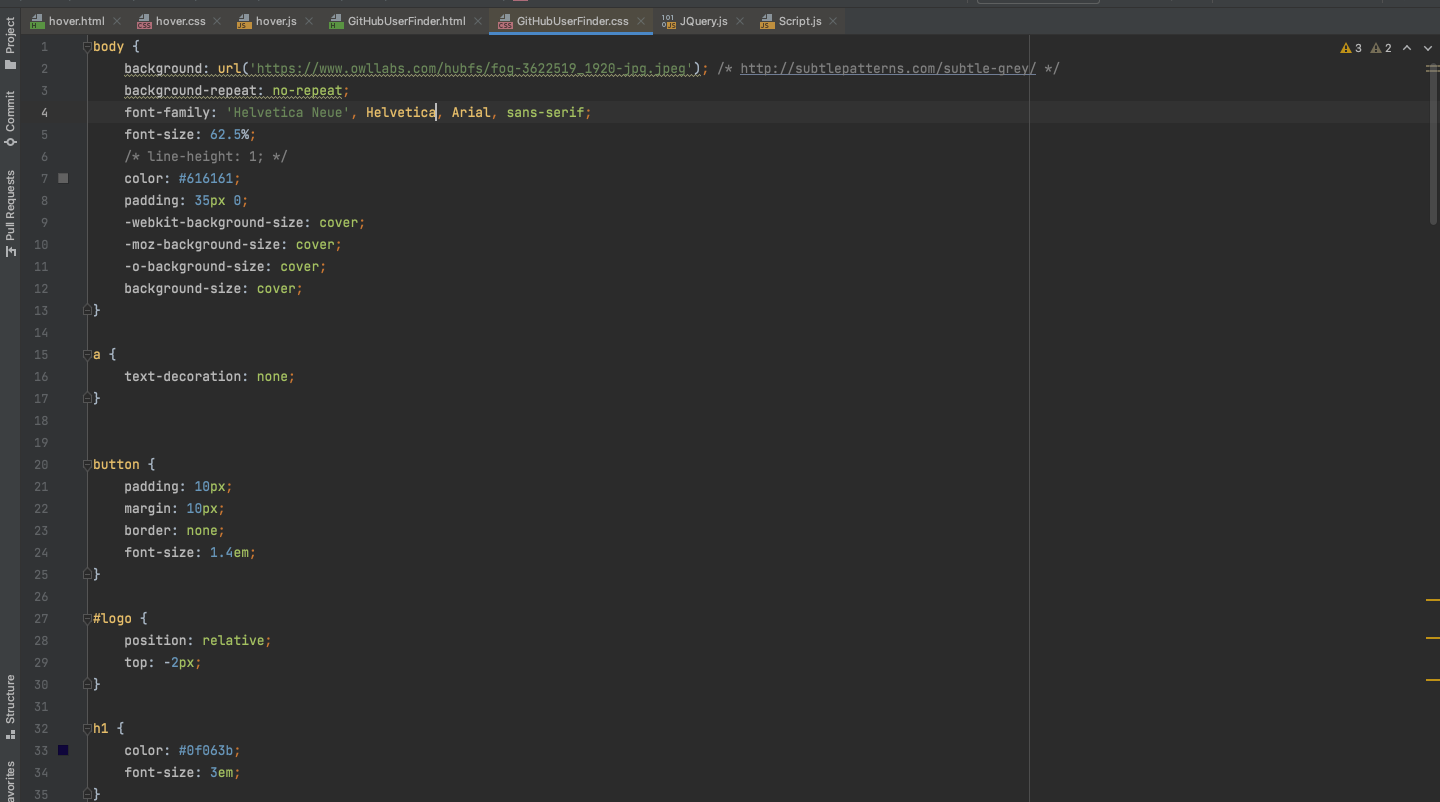 hover.html
hover.css
hover.js
GitHubUserFinder.html
GitHubUserFinder.css
JQuery.js
Script.js
Project
Commit
Pull Requests
Structure
avorites
3
2
1 body {
2 background: url('https://www.owllabs.com/hubfs/fog-3622519_1920-jpg.jpeg'); /* http://subtlepatterns.com/subtle-grey/ */
3 background-repeat: no-repeat;
4 font-family: 'Helvetica Neue', Helvetica, Arial, sans-serif;
5 font-size: 62.5%;
6 /* line-height: 1; */
7 color: #616161;
8 padding: 35px 0;
9 -webkit-background-size: cover;
10 -moz-background-size: cover;
11 -o-background-size: cover;
12 background-size: cover;
13 }
14
15 a {
16 text-decoration: none;
17 }
18
19
20 button {
21 padding: 10px;
22 margin: 10px;
23 border: none;
24 font-size: 1.4em;
25 }
26
27 #logo {
28 position: relative;
29 top: -2px;
30 }
31
32 h1 {
33 color: #0f063b;
34 font-size: 3em;
35 }